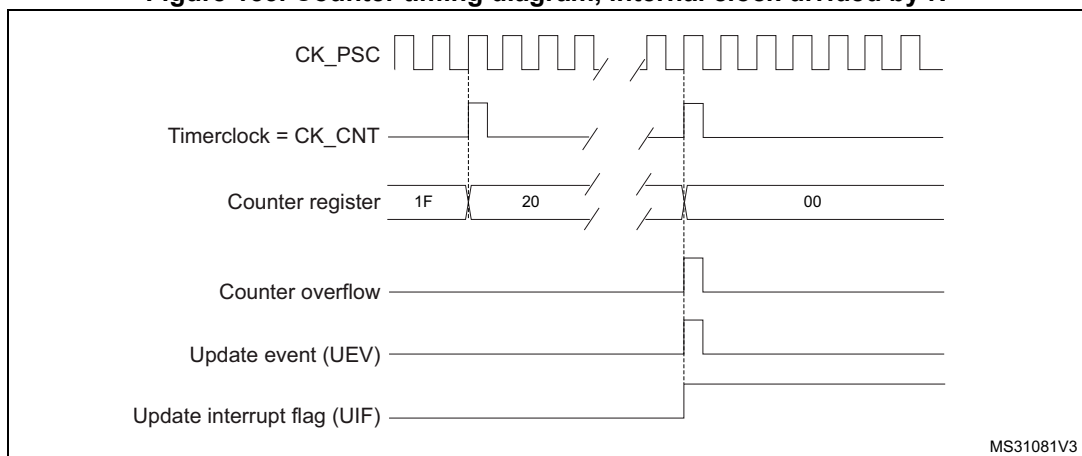 CK_PSC
Timerclock = CK_CNT
Counter register
1F
20
00
Counter overflow
Update event (UEV)
Update interrupt flag (UIF)
MS31081V3